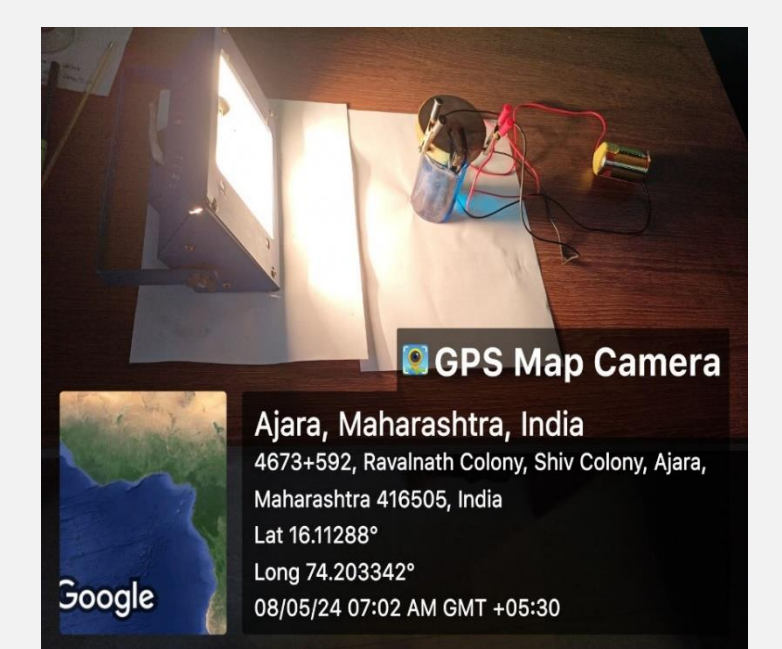 GPS Map Camera
Ajara, Maharashtra, India
4673+592, Ravalnath Colony, Shiv Colony, Ajara,
Maharashtra 416505, India
Lat 16.11288°
Long 74.203342°
08/05/24 07:02 AM GMT +05:30
Google